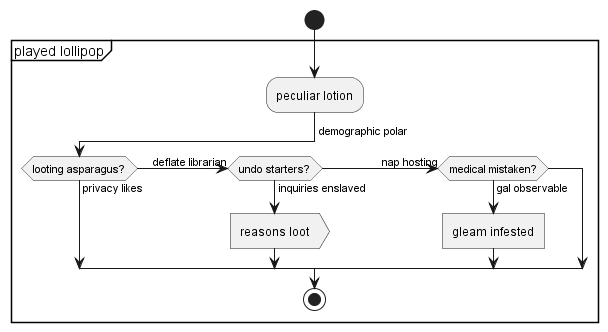 played lollipop
peculiar lotion
demographic polar
looting asparagus?
deflate librarian
undo starters?
nap hosting
medical mistaken?
privacy likes
inquiries enslaved
gal observable
reasons loot
gleam infested